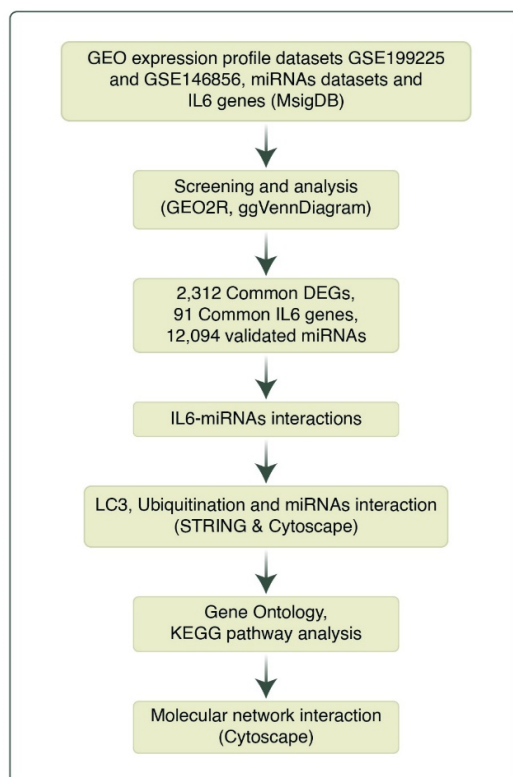 GEO expression profile datasets GSE199225
and GSE146856, miRNAs datasets and
IL6 genes (MsigDB)
Screening and analysis
(GEO2R, ggVennDiagram)
2,312 Common DEGs,
91 Common IL6 genes,
12,094 validated miRNAs
IL6-miRNAs interactions
LC3, Ubiquitination and miRNAs interaction
(STRING & Cytoscape)
Gene Ontology,
KEGG pathway analysis
Molecular network interaction
(Cytoscape)